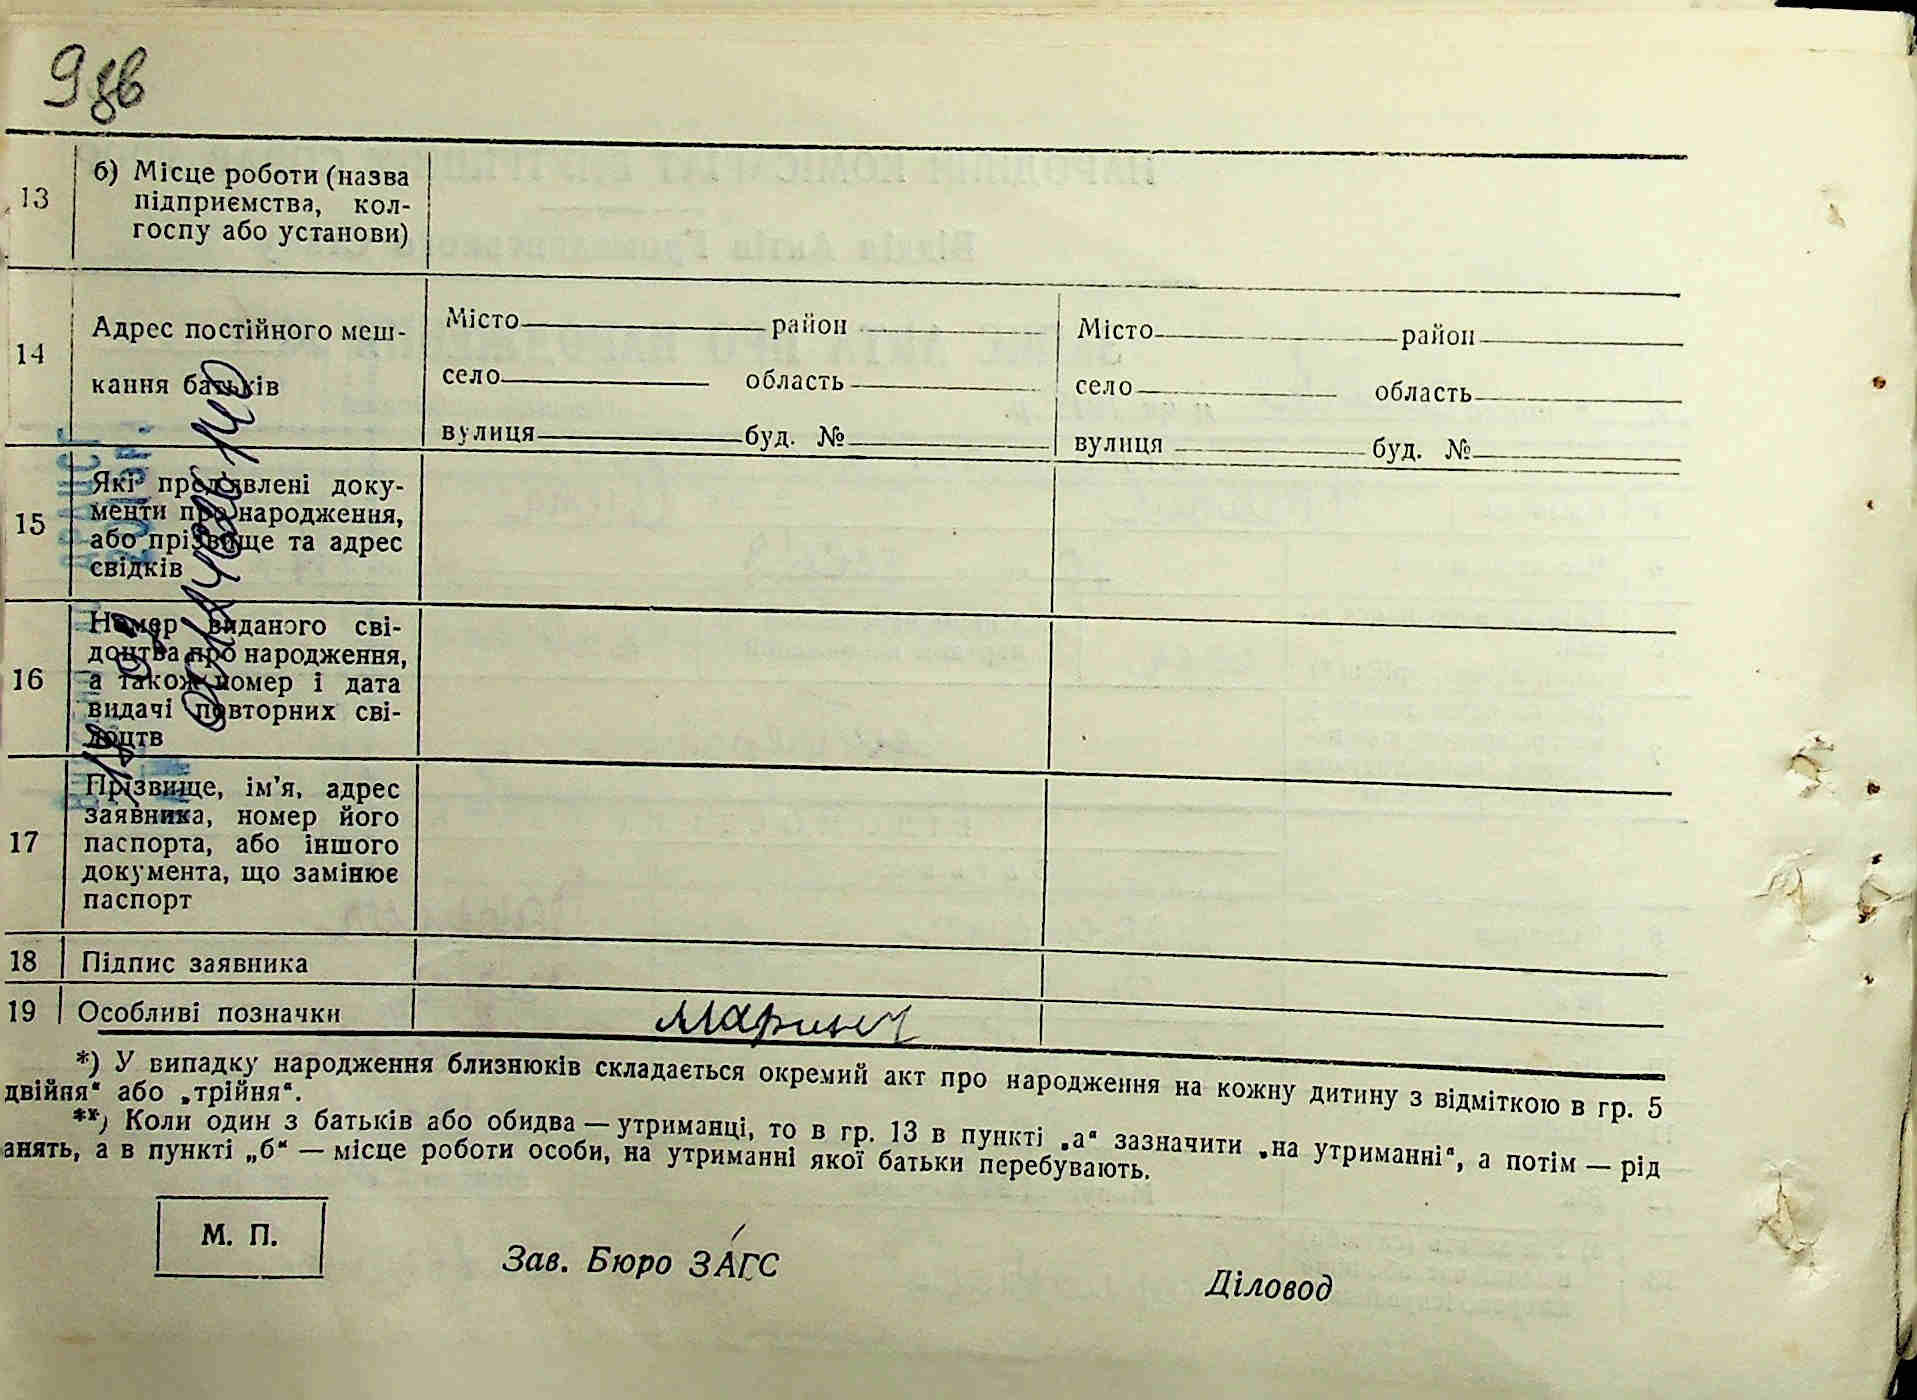 9 зв
13
б) Місце роботи (назва
підприємства, кол-
госпу або установи)
14
Адрес постійного меш-
кання батьків
Місто район
село область
вулиця буд. №
Місто район
село область
вулиця буд. №
15
Які пред'явлені доку-
менти про народження,
або прізвище та адрес
свідків
16
Номер виданого сві-
доцтва про народження,
а також номер і дата
видачі повторних сві-
доцтв
17
Прізвище, ім'я, адрес
заявника, номер його
паспорта, або іншого
документа, що замінює
паспорт
18 Підпис заявника
19 Особливі позначки
*) У випадку народження близнюків складається окремий акт про народження на кожну дитину з відміткою в гр. 5
двійня" або „трійня".
**) Коли один з батьків або обидва — утриманці, то в гр. 13 в пункті „а" зазначити „на утриманні", а потім — рід
анять, а в пункті „б" — місце роботи особи, на утриманні якої батьки перебувають.
М. П.
Зав. Бюро ЗАГС
Діловод